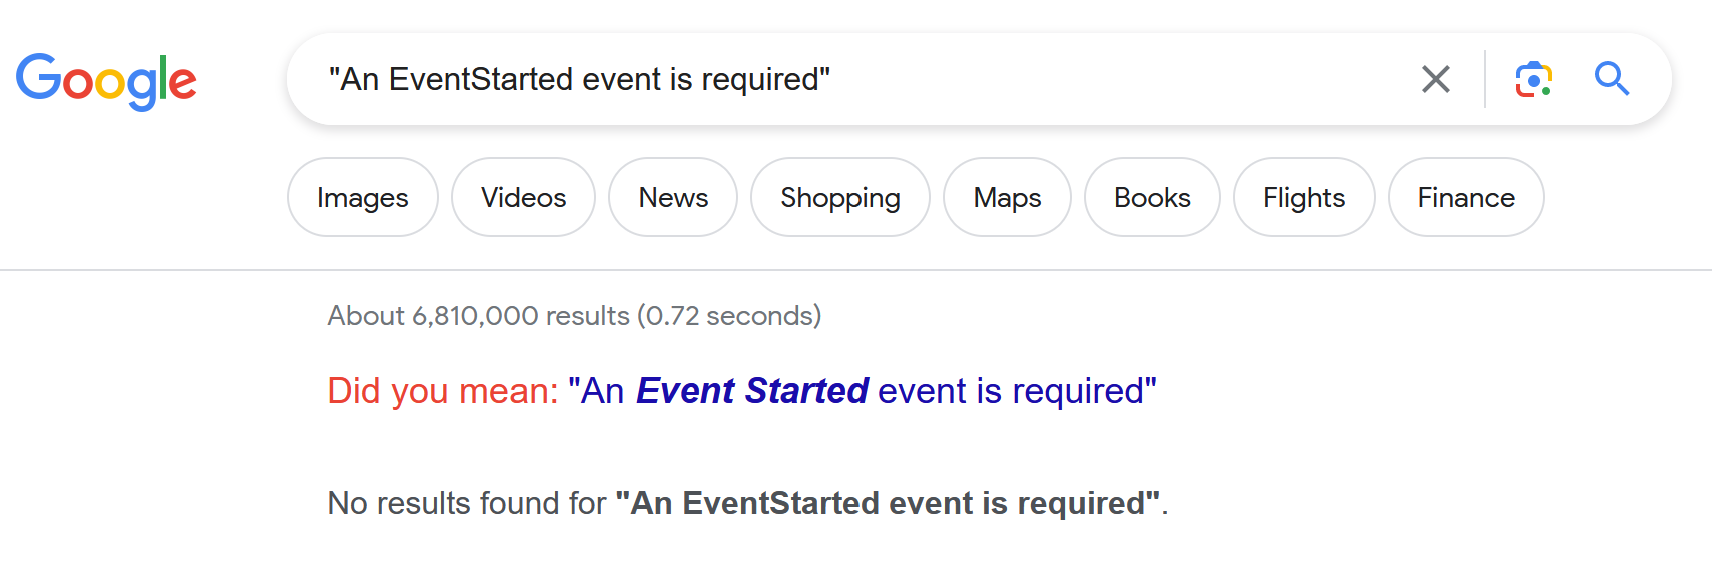 Google
"An EventStarted event is required"
Images Videos News Shopping Maps Books Flights Finance
About 6,810,000 results (0.72 seconds)
Did you mean: "An Event Started event is required"
No results found for "An EventStarted event is required".